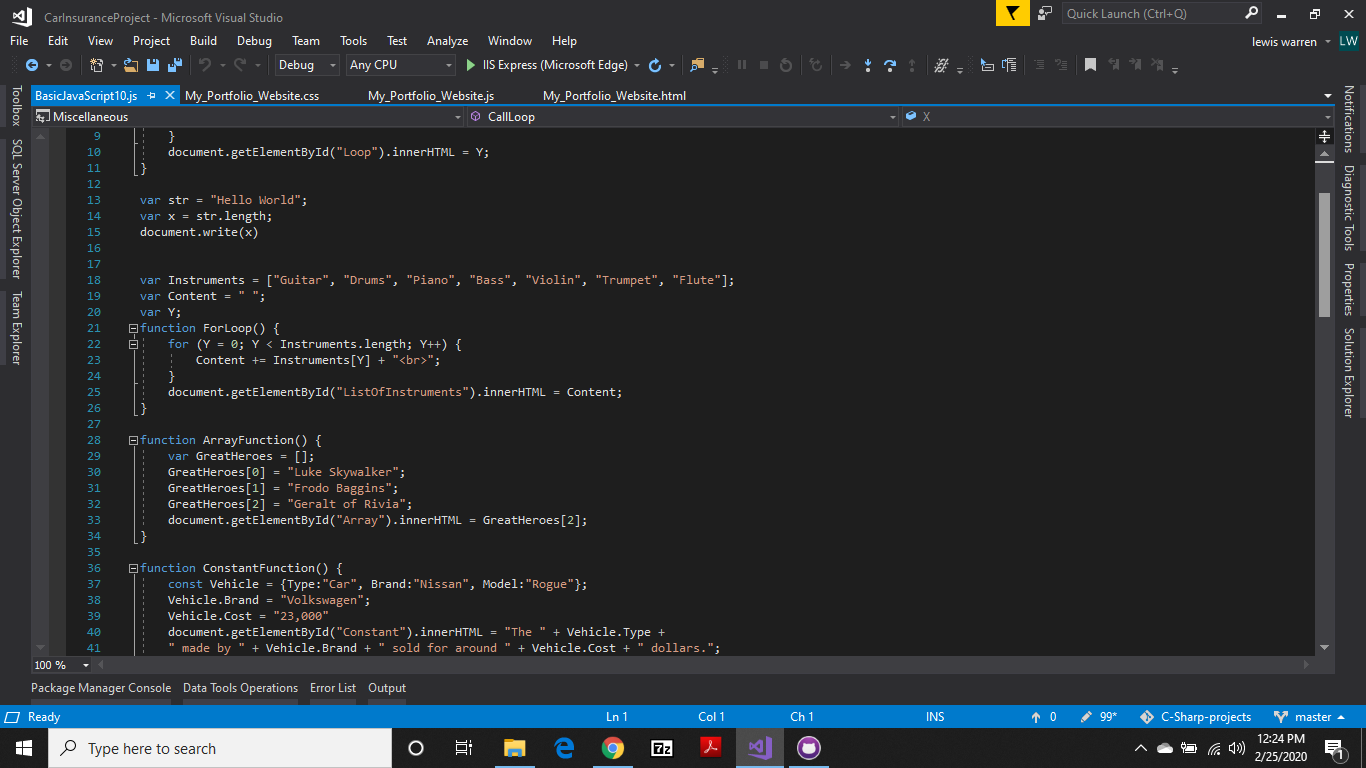 CarInsuranceProject - Microsoft Visual Studio
Quick Launch (Ctrl+Q)
File Edit View Project Build Debug Team Tools Test Analyze Window Help
lewis warren LW
Debug Any CPU IIS Express (Microsoft Edge)
BasicJavaScript10.js My_Portfolio_Website.css My_Portfolio_Website.js My_Portfolio_Website.html
Miscellaneous CallLoop X
Toolbox
SQL Server Object Explorer
Team Explorer
9 }
10 document.getElementById("Loop").innerHTML = Y;
11 }
12
13 var str = "Hello World";
14 var x = str.length;
15 document.write(x)
16
17
18 var Instruments = ["Guitar", "Drums", "Piano", "Bass", "Violin", "Trumpet", "Flute"];
19 var Content = " ";
20 var Y;
21 function ForLoop() {
22 for (Y = 0; Y < Instruments.length; Y++) {
23 Content += Instruments[Y] + "<br>";
24 }
25 document.getElementById("ListOfInstruments").innerHTML = Content;
26 }
27
28 function ArrayFunction() {
29 var GreatHeroes = [];
30 GreatHeroes[0] = "Luke Skywalker";
31 GreatHeroes[1] = "Frodo Baggins";
32 GreatHeroes[2] = "Geralt of Rivia";
33 document.getElementById("Array").innerHTML = GreatHeroes[2];
34 }
35
36 function ConstantFunction() {
37 const Vehicle = {Type:"Car", Brand:"Nissan", Model:"Rogue"};
38 Vehicle.Brand = "Volkswagen";
39 Vehicle.Cost = "23,000"
40 document.getElementById("Constant").innerHTML = "The " + Vehicle.Type +
41 " made by " + Vehicle.Brand + " sold for around " + Vehicle.Cost + " dollars.";
Notifications
Diagnostic Tools
Properties
Solution Explorer
100 %
Package Manager Console Data Tools Operations Error List Output
Ready Ln 1 Col 1 Ch 1 INS 0 99* C-Sharp-projects master
Type here to search
7z
12:24 PM
2/25/2020
1